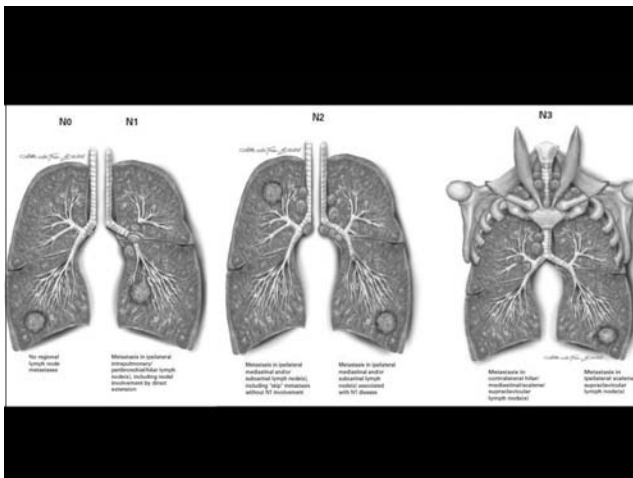 N0
N1
N2
N3
No regional
lymph node
metastases
Metastasis in ipsilateral
intrapulmonary/
peribronchial/hilar lymph
node(s), including nodal
involvement by direct
extension
Metastasis in ipsilateral
mediastinal and/or
subcarinal lymph node(s),
including "skip" metastasis
without N1 involvement
Metastasis in ipsilateral
mediastinal and/or
subcarinal lymph
node(s) associated
with N1 disease
Metastasis in
contralateral hilar/
mediastinal/scalene/
supraclavicular
lymph node(s)
Metastasis in
ipsilateral scalene/
supraclavicular
lymph node(s)